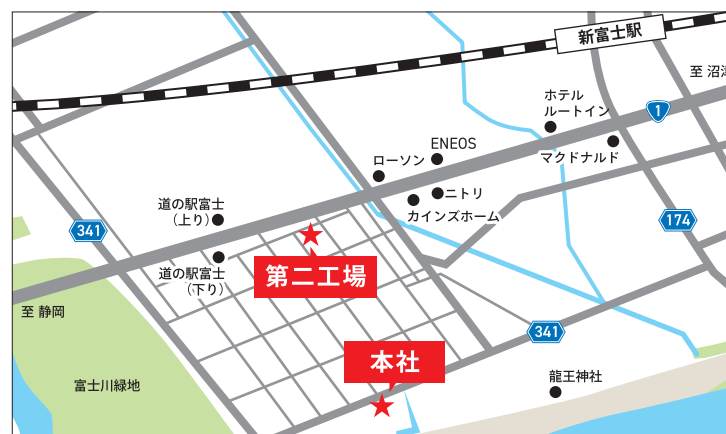 新富士駅
至 沼津
ホテル
ルートイン
1
ENEOS
マクドナルド
ローソン
ニトリ
カインズホーム
道の駅富士
（上り）
341
174
道の駅富士
（下り）
第二工場
至 静岡
341
本社
富士川緑地
龍王神社